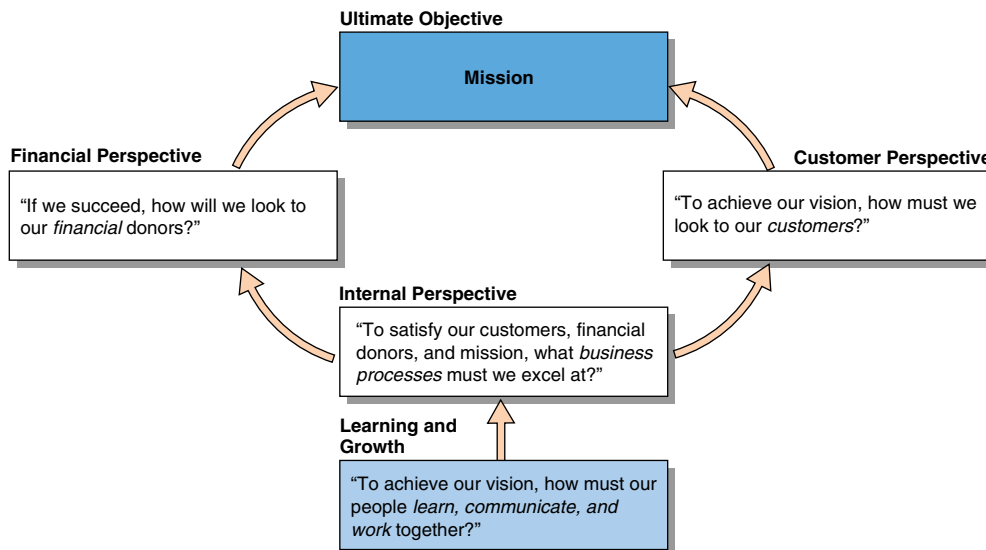 Ultimate Objective
Mission
Financial Perspective
“If we succeed, how will we look to
our financial donors?”
Customer Perspective
“To achieve our vision, how must we
look to our customers?”
Internal Perspective
“To satisfy our customers, financial
donors, and mission, what business
processes must we excel at?”
Learning and
Growth
“To achieve our vision, how must our
people learn, communicate, and
work together?”